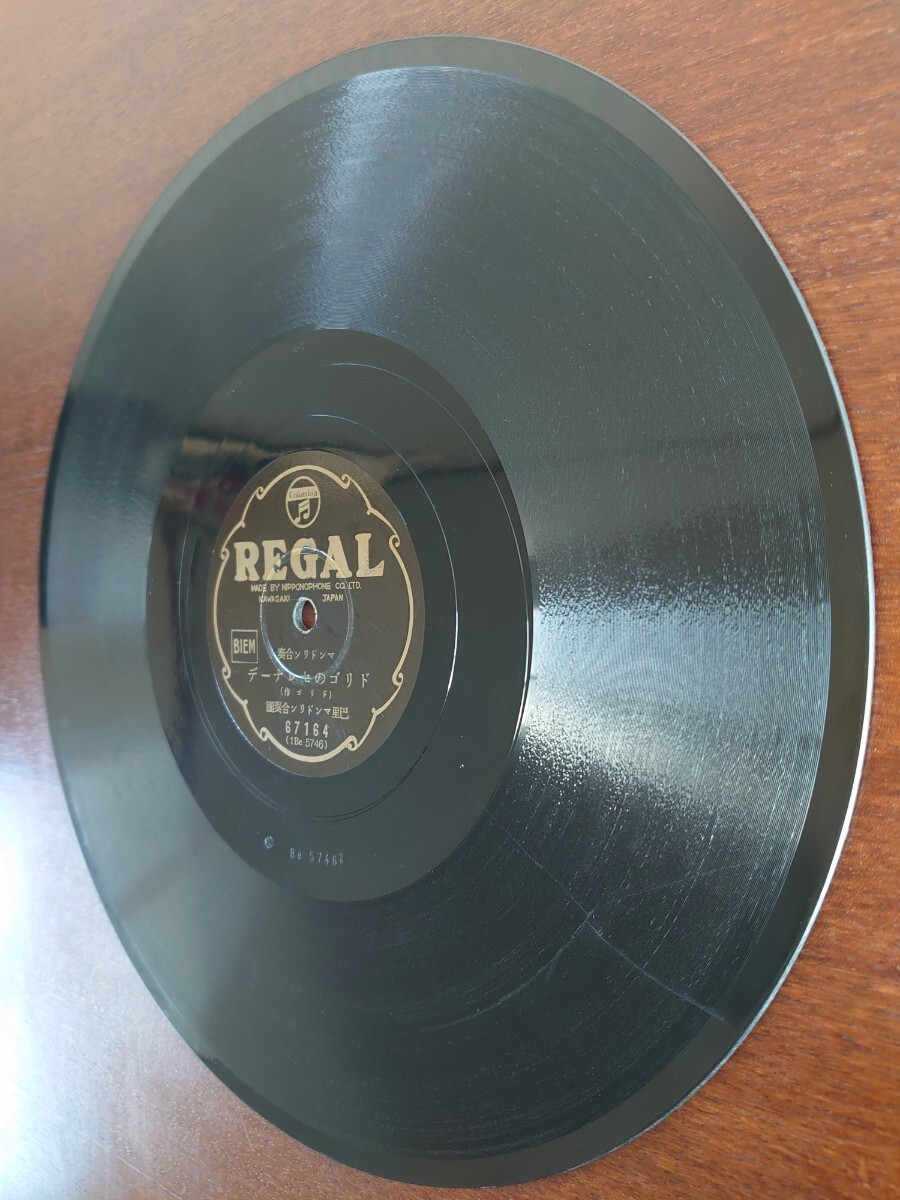 Columbia
REGAL
MADE BY NIPPONOPHONE CO., LTD.
KAWASAKI JAPAN
BIEM
奏合ンリドンマ
デーナレセのゴリド
(作ゴリド)
團奏合ンリドンマ里巴
67164
(1Be 5746)
Be 5746²